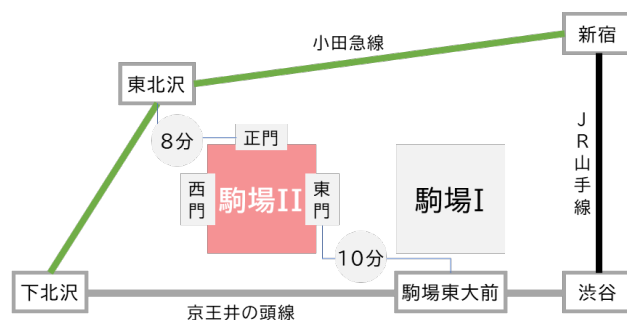 新宿
小田急線
東北沢
JR山手線
8分
正門
西門
駒場II
東門
駒場I
10分
下北沢
京王井の頭線
駒場東大前
渋谷